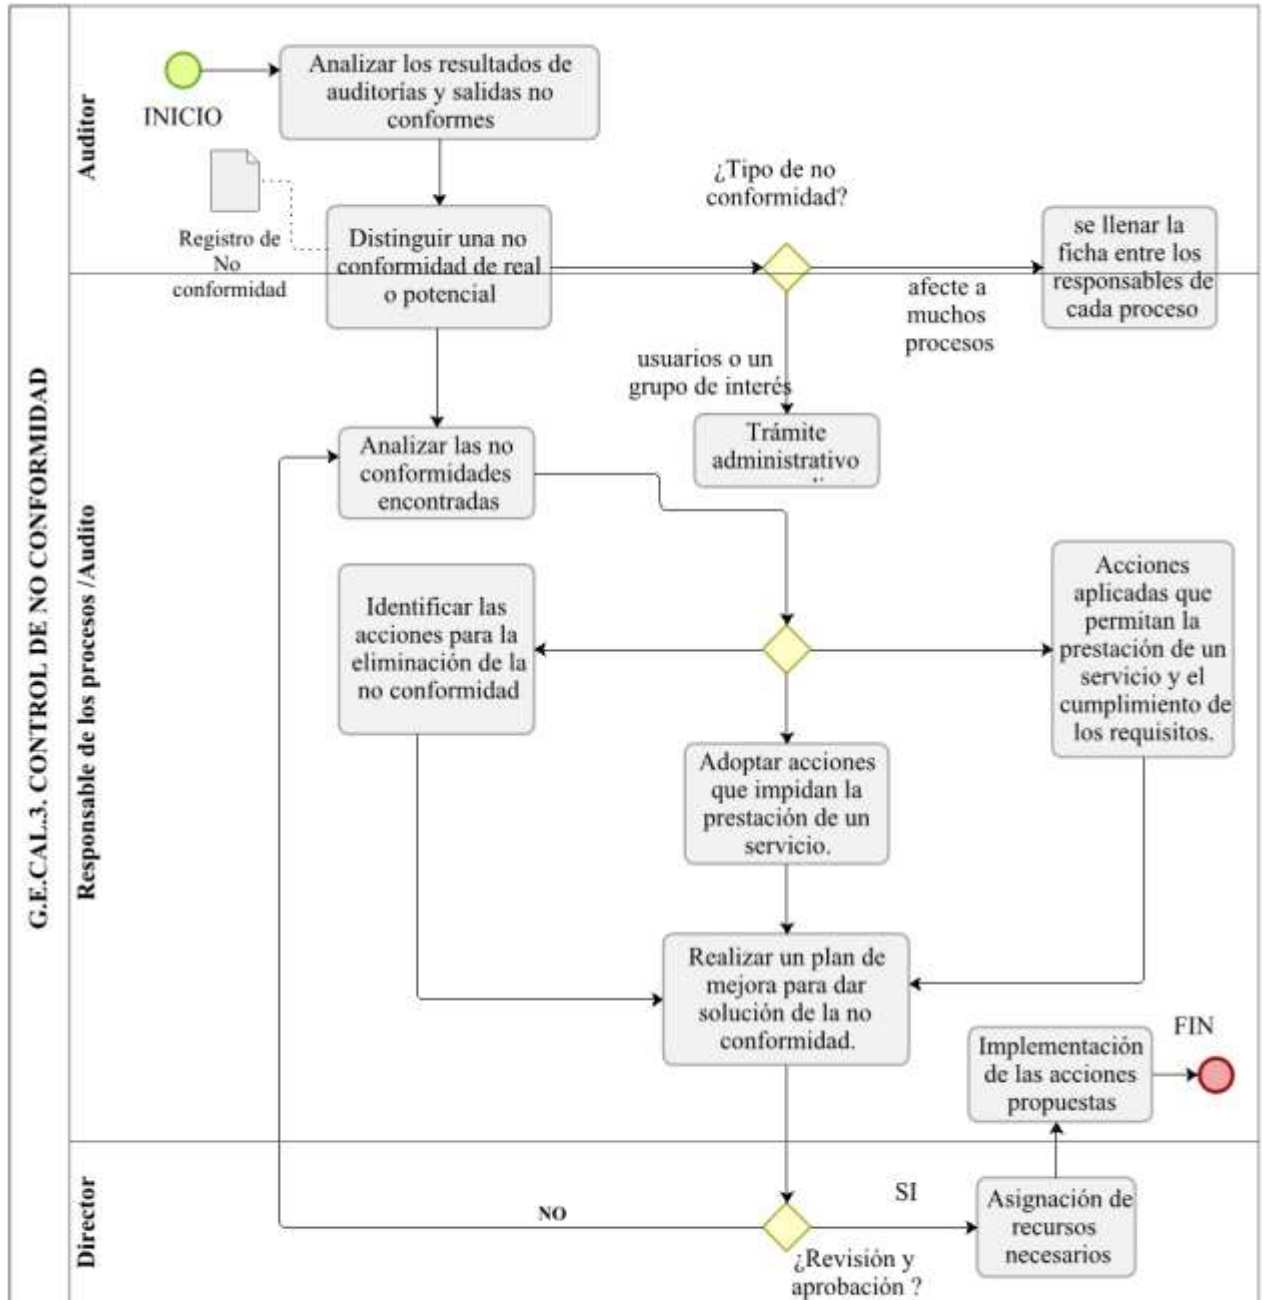 G.E.CAL.3. CONTROL DE NO CONFORMIDAD
Auditor
INICIO
Analizar los resultados de
auditorías y salidas no
conformes
Registro de
No
conformidad
Distinguir una no
conformidad de real
o potencial
¿Tipo de no
conformidad?
se llenar la
ficha entre los
responsables de
cada proceso
afecte a
muchos
procesos
usuarios o un
grupo de interés
Trámite
administrativo
Responsable de los procesos /Audito
Analizar las no
conformidades
encontradas
Identificar las
acciones para la
eliminación de la
no conformidad
Acciones
aplicadas que
permitan la
prestación de un
servicio y el
cumplimiento de
los requisitos.
Adoptar acciones
que impidan la
prestación de un
servicio.
Realizar un plan de
mejora para dar
solución de la no
conformidad.
Implementación
de las acciones
propuestas
FIN
Director
NO
SI
¿Revisión y
aprobación ?
Asignación de
recursos
necesarios